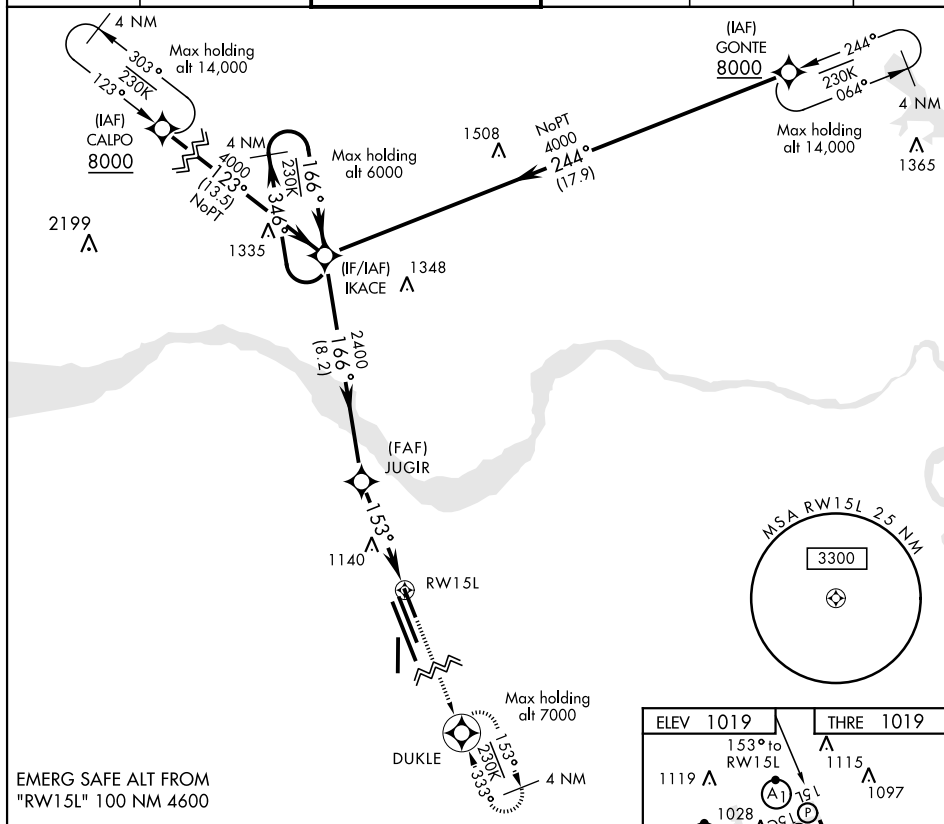 4 NM
303°
230K
123°
Max holding
alt 14,000
(IAF)
CALPO
8000
4000
123°
(13.5)
NoPT
4 NM
166°
230K
346°
Max holding
alt 6000
(IAF)
GONTE
8000
244°
230K
064°
4 NM
Max holding
alt 14,000
1365
1508
NoPT
4000
244°
(17.9)
2199
1335
(IF/IAF)
IKACE
1348
2400
166°
(8.2)
(FAF)
JUGIR
153°
1140
RW15L
MSA RW15L 25 NM
3300
Max holding
alt 7000
DUKLE
153°
230K
333°
4 NM
EMERG SAFE ALT FROM
"RW15L" 100 NM 4600
ELEV 1019
THRE 1019
153° to
RW15L
1119
1115
1097
1028
A1
15L
P
15C